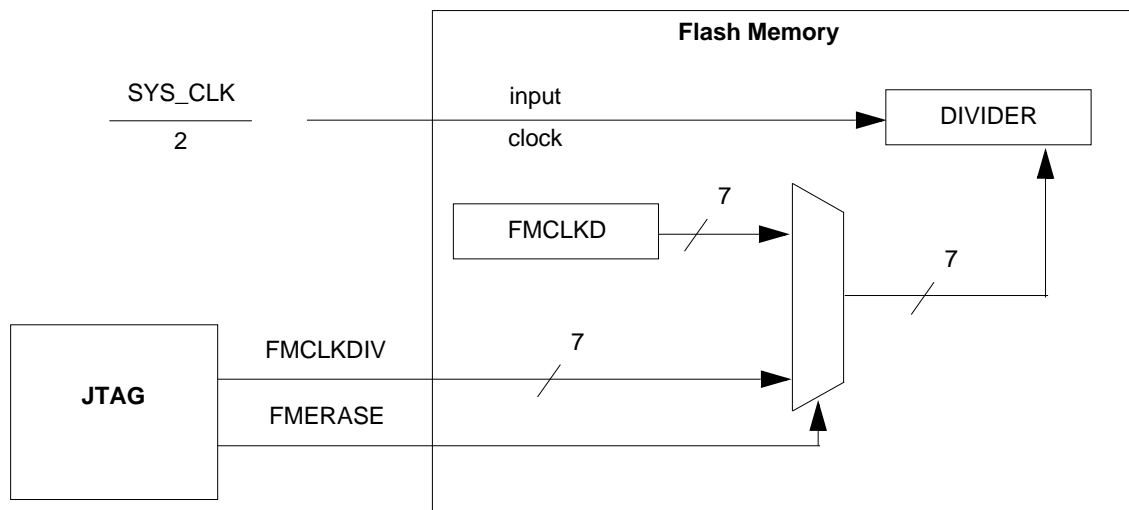 Flash Memory
SYS_CLK
2
input
clock
DIVIDER
7
FMCLKD
7
FMCLKDIV
7
JTAG
FMERASE